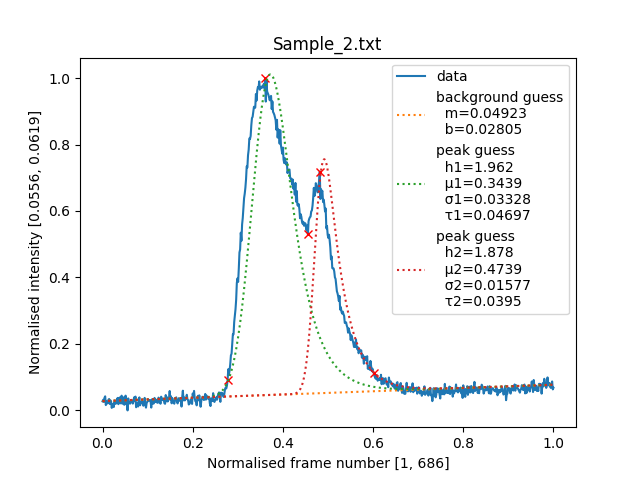 Sample_2.txt
Normalised intensity [0.0556, 0.0619]
1.0
0.8
0.6
0.4
0.2
0.0
data
background guess
m=0.04923
b=0.02805
peak guess
h1=1.962
μ1=0.3439
σ1=0.03328
τ1=0.04697
peak guess
h2=1.878
μ2=0.4739
σ2=0.01577
τ2=0.0395
0.0 0.2 0.4 0.6 0.8 1.0
Normalised frame number [1, 686]